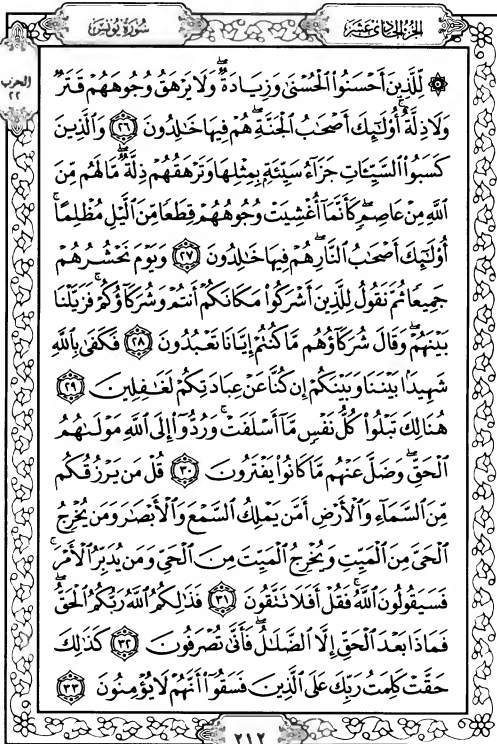 سُورَةُ يُونُس
الجزء الحادي عشر
الحزب
٢٢
۞ لِّلَّذِينَ أَحْسَنُوا۟ ٱلْحُسْنَىٰ وَزِيَادَةٌۖ وَلَا يَرْهَقُ وُجُوهَهُمْ قَتَرٌ
وَلَا ذِلَّةٌۚ أُو۟لَٰٓئِكَ أَصْحَٰبُ ٱلْجَنَّةِۖ هُمْ فِيهَا خَٰلِدُونَ ٢٦ وَٱلَّذِينَ
كَسَبُوا۟ ٱلسَّيِّـَٔاتِ جَزَآءُ سَيِّئَةٍۭ بِمِثْلِهَا وَتَرْهَقُهُمْ ذِلَّةٌۖ مَّا لَهُم مِّنَ
ٱللَّهِ مِنْ عَاصِمٍۖ كَأَنَّمَآ أُغْشِيَتْ وُجُوهُهُمْ قِطَعًا مِّنَ ٱلَّيْلِ مُظْلِمًاۚ
أُو۟لَٰٓئِكَ أَصْحَٰبُ ٱلنَّارِۖ هُمْ فِيهَا خَٰلِدُونَ ٢٧ وَيَوْمَ نَحْشُرُهُمْ
جَمِيعًا ثُمَّ نَقُولُ لِلَّذِينَ أَشْرَكُوا۟ مَكَانَكُمْ أَنتُمْ وَشُرَكَآؤُكُمْۚ فَزَيَّلْنَا
بَيْنَهُمْۖ وَقَالَ شُرَكَآؤُهُم مَّا كُنتُمْ إِيَّانَا تَعْبُدُونَ ٢٨ فَكَفَىٰ بِٱللَّهِ
شَهِيدًۢا بَيْنَنَا وَبَيْنَكُمْ إِن كُنَّا عَنْ عِبَادَتِكُمْ لَغَٰفِلِينَ ٢٩
هُنَالِكَ تَبْلُوا۟ كُلُّ نَفْسٍ مَّآ أَسْلَفَتْۚ وَرُدُّوٓا۟ إِلَى ٱللَّهِ مَوْلَىٰهُمُ
ٱلْحَقِّۖ وَضَلَّ عَنْهُم مَّا كَانُوا۟ يَفْتَرُونَ ٣٠ قُلْ مَن يَرْزُقُكُم
مِّنَ ٱلسَّمَآءِ وَٱلْأَرْضِ أَمَّن يَمْلِكُ ٱلسَّمْعَ وَٱلْأَبْصَٰرَ وَمَن يُخْرِجُ
ٱلْحَىَّ مِنَ ٱلْمَيِّتِ وَيُخْرِجُ ٱلْمَيِّتَ مِنَ ٱلْحَىِّ وَمَن يُدَبِّرُ ٱلْأَمْرَۚ
فَسَيَقُولُونَ ٱللَّهُۚ فَقُلْ أَفَلَا تَتَّقُونَ ٣١ فَذَٰلِكُمُ ٱللَّهُ رَبُّكُمُ ٱلْحَقُّۖ
فَمَاذَا بَعْدَ ٱلْحَقِّ إِلَّا ٱلضَّلَٰلُۖ فَأَنَّىٰ تُصْرَفُونَ ٣٢ كَذَٰلِكَ
حَقَّتْ كَلِمَتُ رَبِّكَ عَلَى ٱلَّذِينَ فَسَقُوٓا۟ أَنَّهُمْ لَا يُؤْمِنُونَ ٣٣
٢١٢